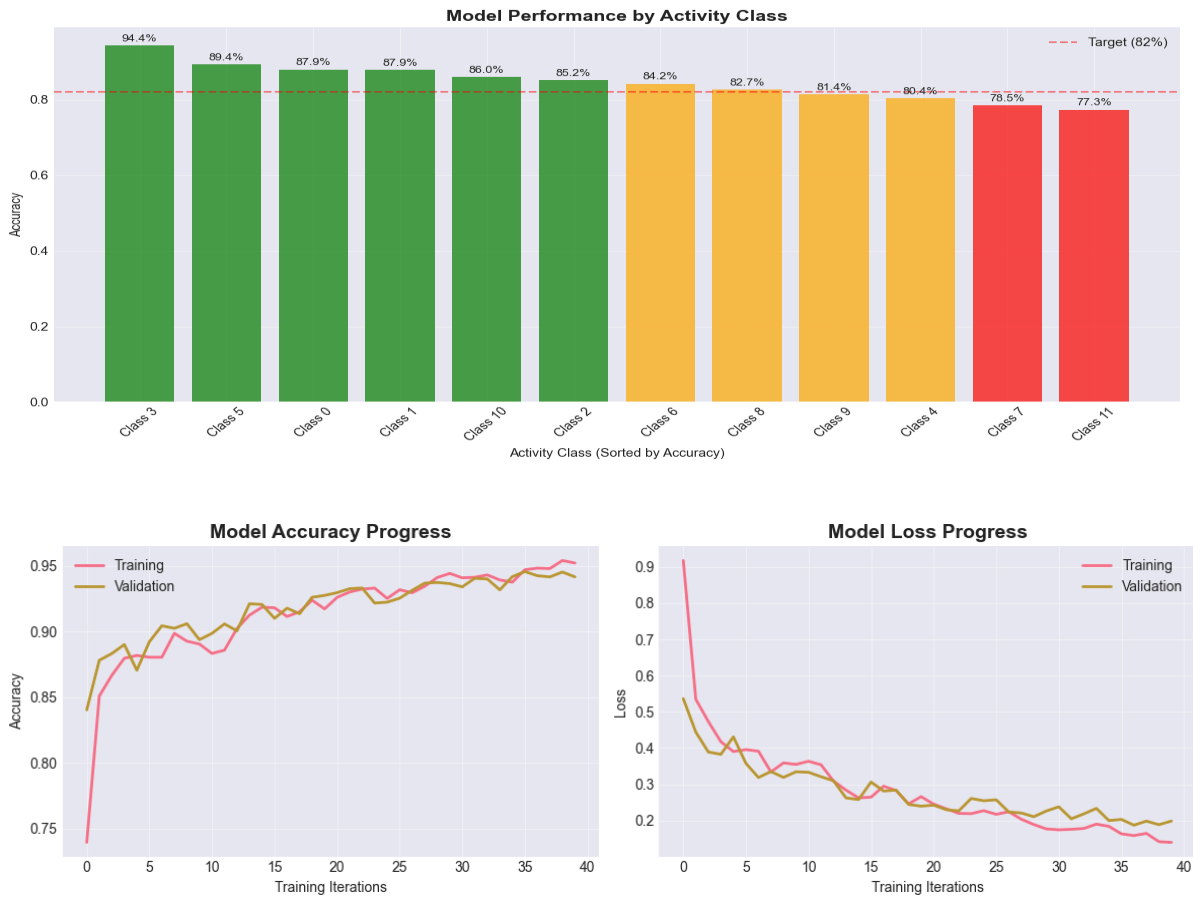 Model Performance by Activity Class
Target (82%)
94.4%
89.4%
87.9%
87.9%
86.0%
85.2%
84.2%
82.7%
81.4%
80.4%
78.5%
77.3%
Accuracy
0.8
0.6
0.4
0.2
0.0
Class 3
Class 5
Class 0
Class 1
Class 10
Class 2
Class 6
Class 8
Class 9
Class 4
Class 7
Class 11
Activity Class (Sorted by Accuracy)
Model Accuracy Progress
Training
Validation
Accuracy
0.95
0.90
0.85
0.80
0.75
0 5 10 15 20 25 30 35 40
Training Iterations
Model Loss Progress
Training
Validation
Loss
0.9
0.8
0.7
0.6
0.5
0.4
0.3
0.2
0 5 10 15 20 25 30 35 40
Training Iterations